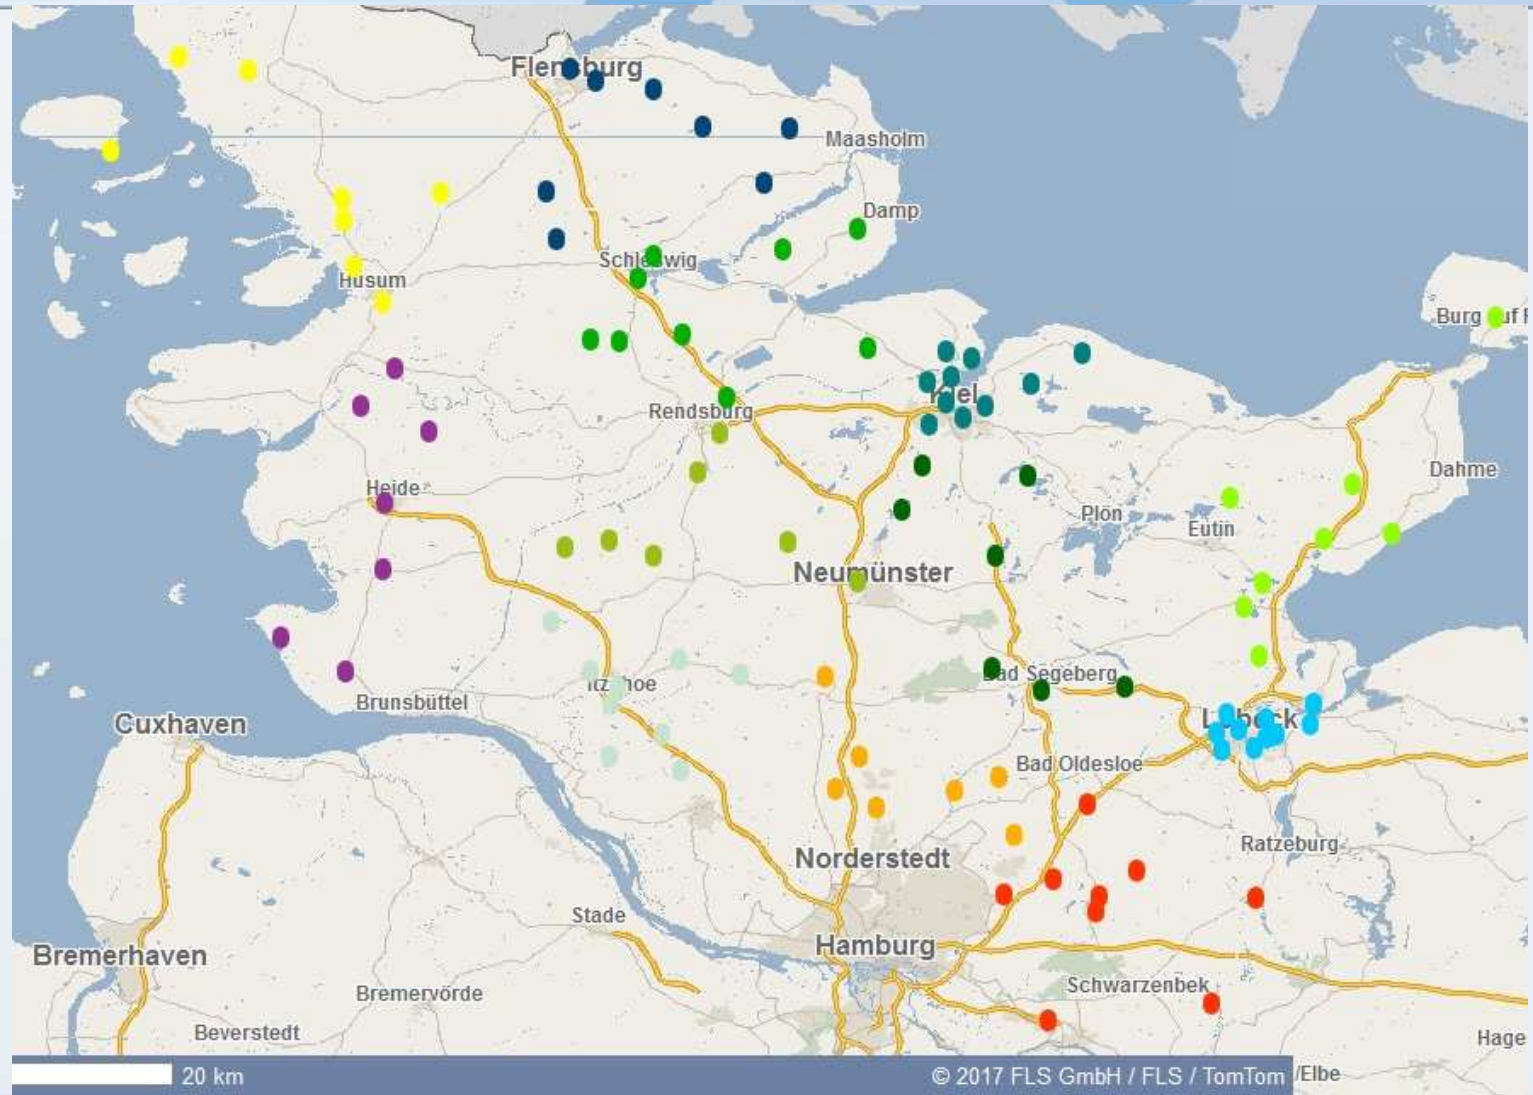 Flensburg
Maasholm
Damp
Schleswig
Husum
Burg auf F
Kiel
Rendsburg
Heide
Dahme
Plön
Eutin
Neumünster
Bad Segeberg
Itzehoe
Brunsbüttel
Cuxhaven
Lübeck
Bad Oldesloe
Ratzeburg
Norderstedt
Stade
Hamburg
Bremerhaven
Schwarzenbek
Bremervörde
Beverstedt
Hage
/Elbe
20 km
© 2017 FLS GmbH / FLS / TomTom